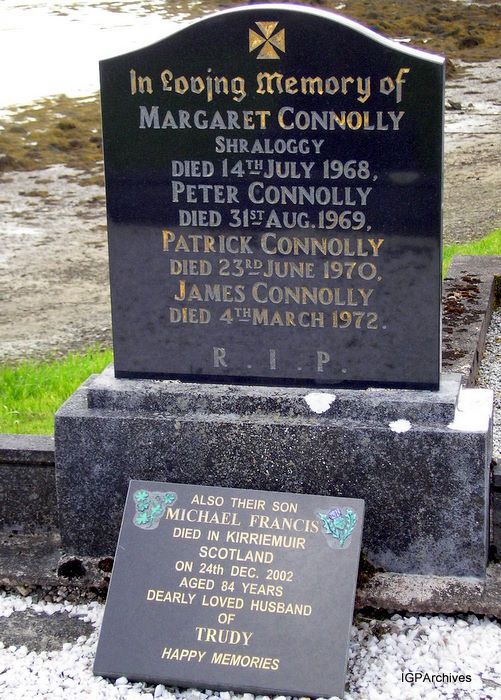 In Loving Memory of
MARGARET CONNOLLY
SHRALOGGY
DIED 14TH JULY 1968,
PETER CONNOLLY
DIED 31ST AUG. 1969,
PATRICK CONNOLLY
DIED 23RD JUNE 1970,
JAMES CONNOLLY
DIED 4TH MARCH 1972.
R. I. P.
ALSO THEIR SON
MICHAEL FRANCIS
DIED IN KIRRIEMUIR
SCOTLAND
ON 24th DEC. 2002
AGED 84 YEARS
DEARLY LOVED HUSBAND
OF
TRUDY
HAPPY MEMORIES
IGPArchives